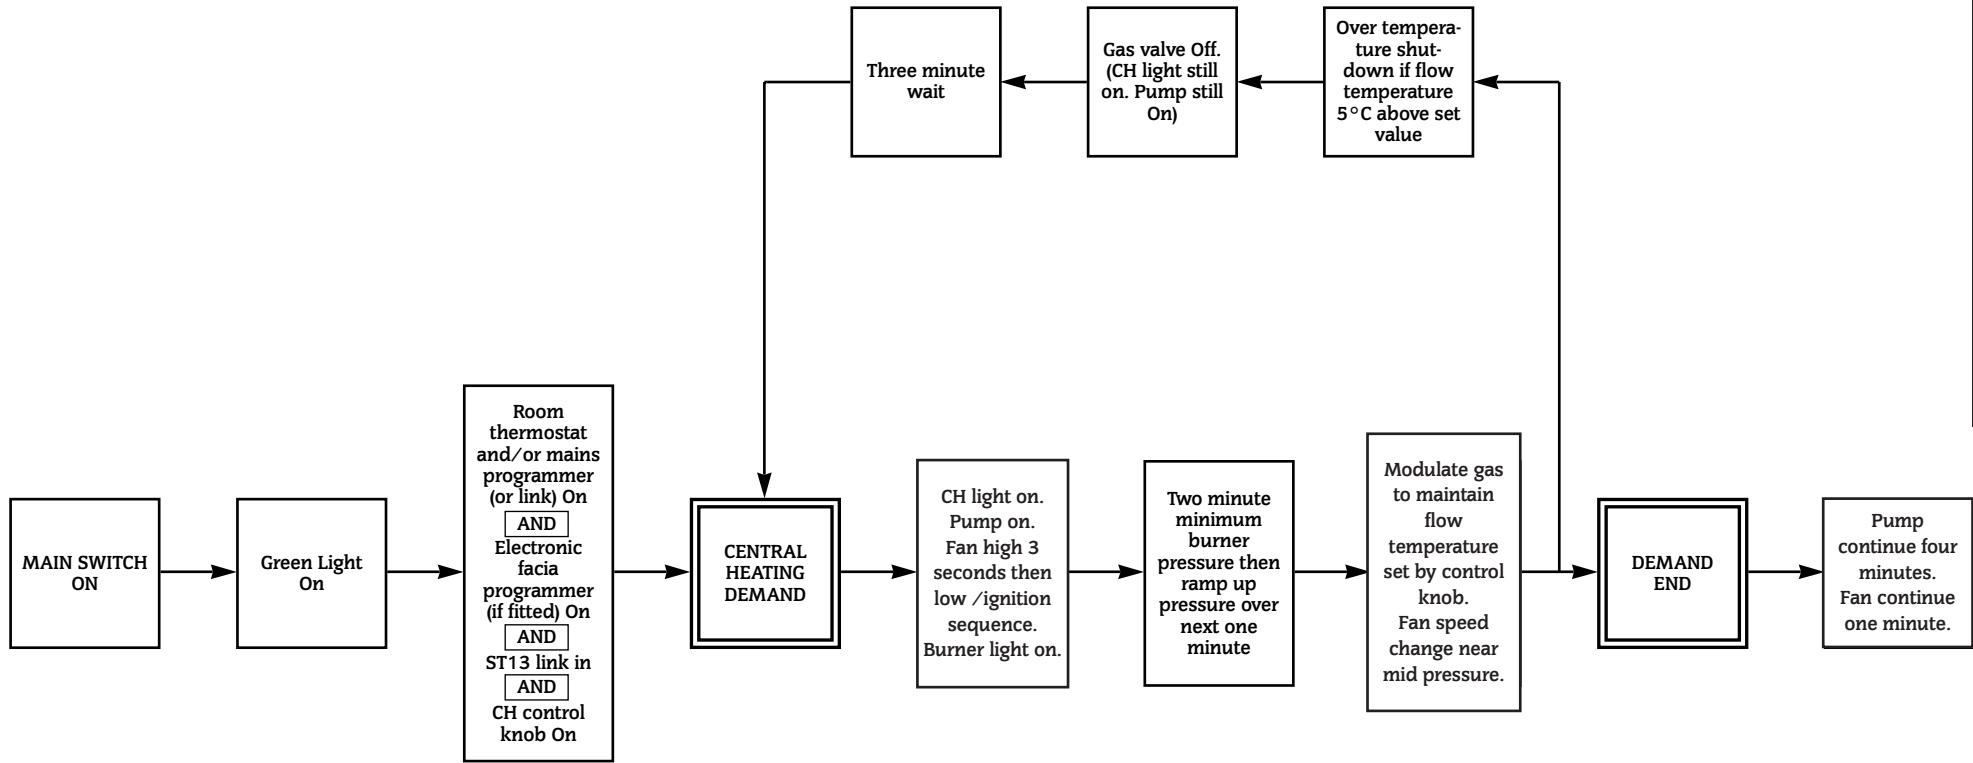 Three minute
wait
Gas valve Off.
(CH light still
on. Pump still
On)
Over tempera-
ture shut-
down if flow
temperature
5°C above set
value
MAIN SWITCH
ON
Green Light
On
Room
thermostat
and/or mains
programmer
(or link) On
AND
Electronic
facia
programmer
(if fitted) On
AND
ST13 link in
AND
CH control
knob On
CENTRAL
HEATING
DEMAND
CH light on.
Pump on.
Fan high 3
seconds then
low /ignition
sequence.
Burner light on.
Two minute
minimum
burner
pressure then
ramp up
pressure over
next one
minute
Modulate gas
to maintain
flow
temperature
set by control
knob.
Fan speed
change near
mid pressure.
DEMAND
END
Pump
continue four
minutes.
Fan continue
one minute.